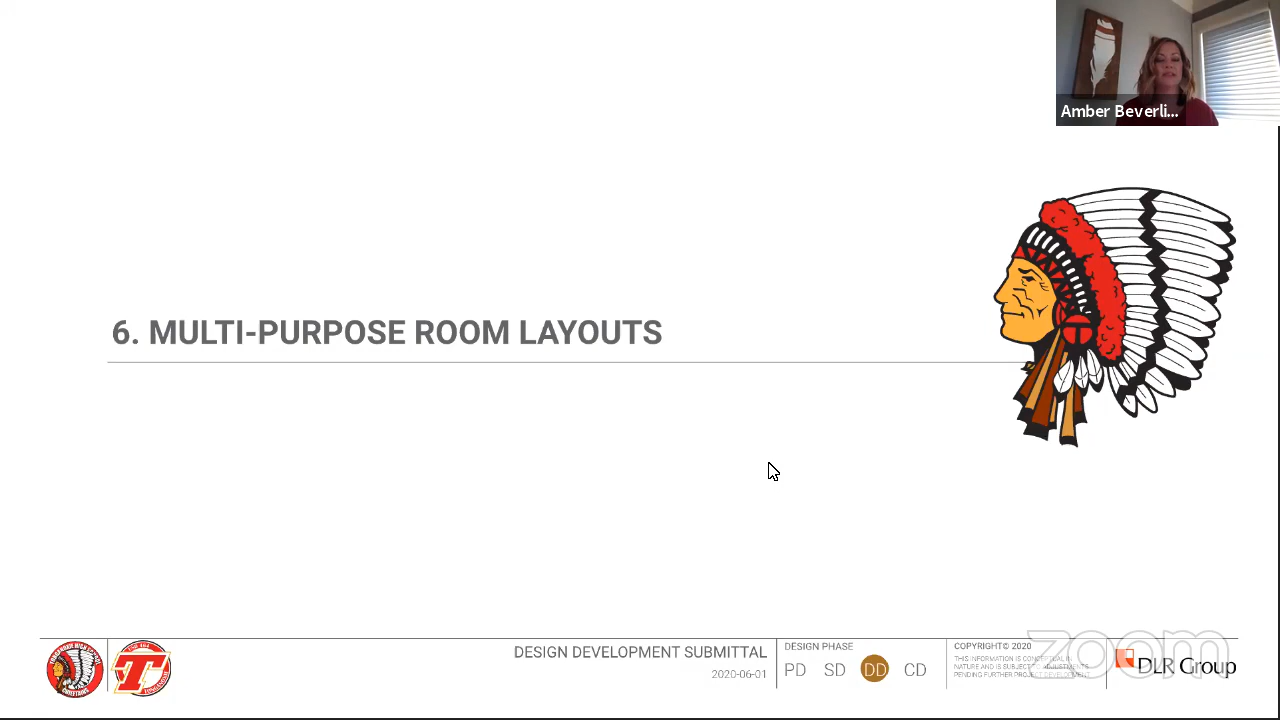 Amber Beverli...
6. MULTI-PURPOSE ROOM LAYOUTS
T
DESIGN DEVELOPMENT SUBMITTAL
2020-06-01
DESIGN PHASE
PD SD DD CD
COPYRIGHT© 2020
THIS INFORMATION IS CONCEPTUAL IN
NATURE AND IS SUBJECT TO ADJUSTMENTS
PENDING FURTHER PROJECT DEVELOPMENT
zoom
DLR Group